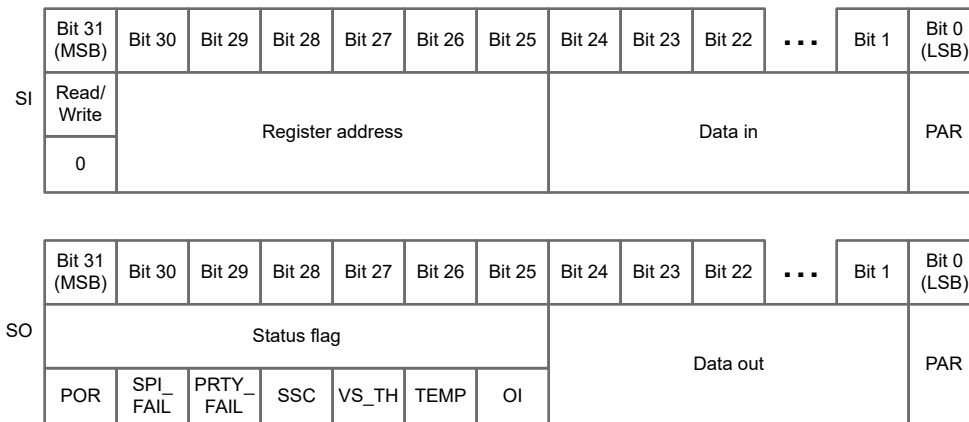 Bit 31 Bit 30 Bit 29 Bit 28 Bit 27 Bit 26 Bit 25 Bit 24 Bit 23 Bit 22 ... Bit 1 Bit 0
(MSB) (LSB)
SI
Read/
Write
0
Register address
Data in
PAR
Bit 31 Bit 30 Bit 29 Bit 28 Bit 27 Bit 26 Bit 25 Bit 24 Bit 23 Bit 22 ... Bit 1 Bit 0
(MSB) (LSB)
SO
Status flag
POR SPI_ PRTY_ SSC VS_TH TEMP OI
FAIL FAIL
Data out
PAR